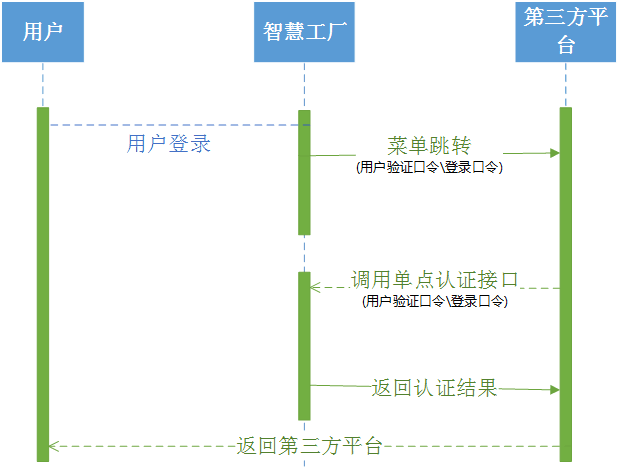 用户
智慧工厂
第三方平
台
用户登录
菜单跳转
(用户验证口令\登录口令)
调用单点认证接口
(用户验证口令\登录口令)
返回认证结果
返回第三方平台